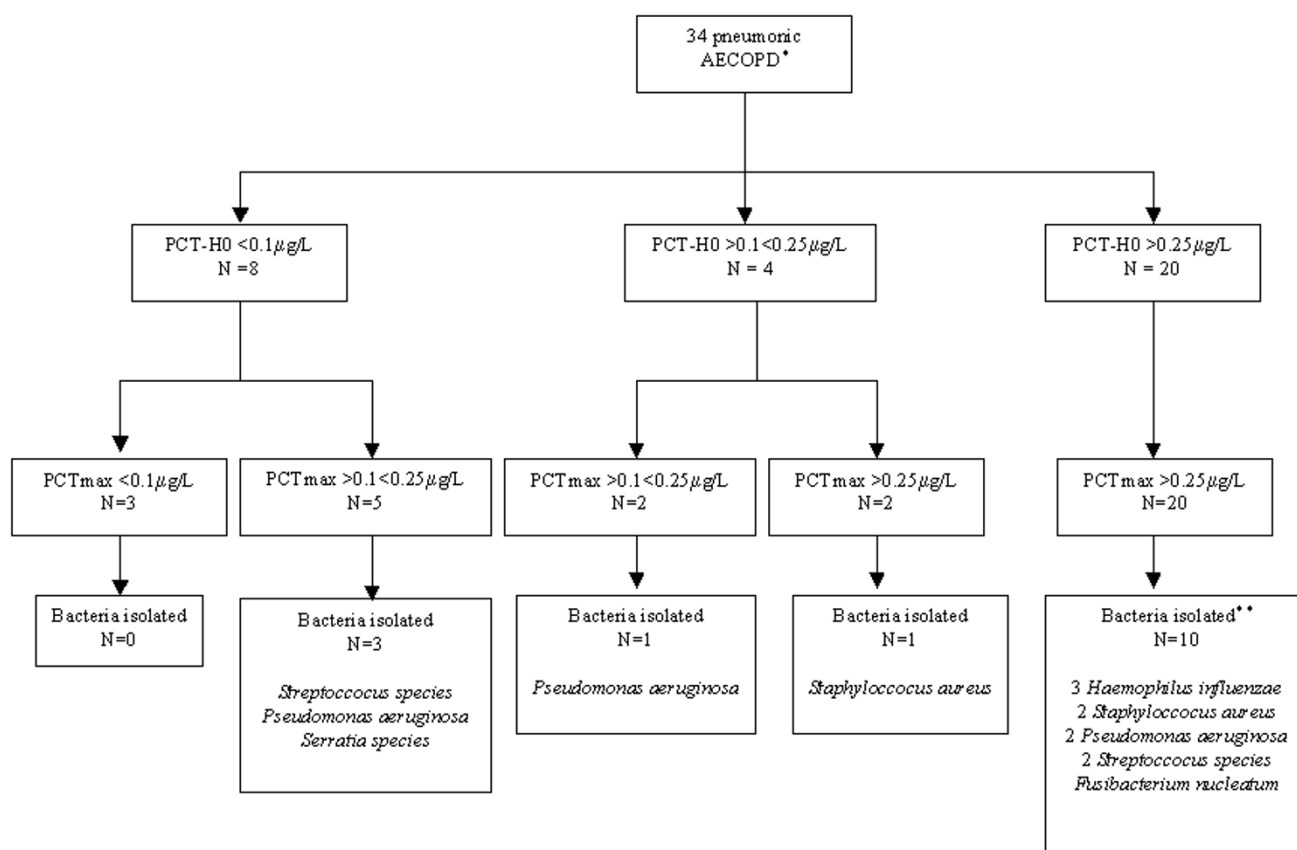 34 pneumonic
AECOPD♦
PCT-H0 <0.1µg/L
N =8
PCT-H0 >0.1<0.25µg/L
N = 4
PCT-H0 >0.25µg/L
N = 20
PCTmax <0.1µg/L
N=3
PCTmax >0.1<0.25µg/L
N=5
PCTmax >0.1<0.25µg/L
N=2
PCTmax >0.25µg/L
N=2
PCTmax >0.25µg/L
N=20
Bacteria isolated
N=0
Bacteria isolated
N=3
Streptoccocus species
Pseudomonas aeruginosa
Serratia species
Bacteria isolated
N=1
Pseudomonas aeruginosa
Bacteria isolated
N=1
Staphyloccocus aureus
Bacteria isolated♦♦
N=10
3 Haemophilus influenzae
2 Staphyloccocus aureus
2 Pseudomonas aeruginosa
2 Streptoccocus species
Fusibacterium nucleatum